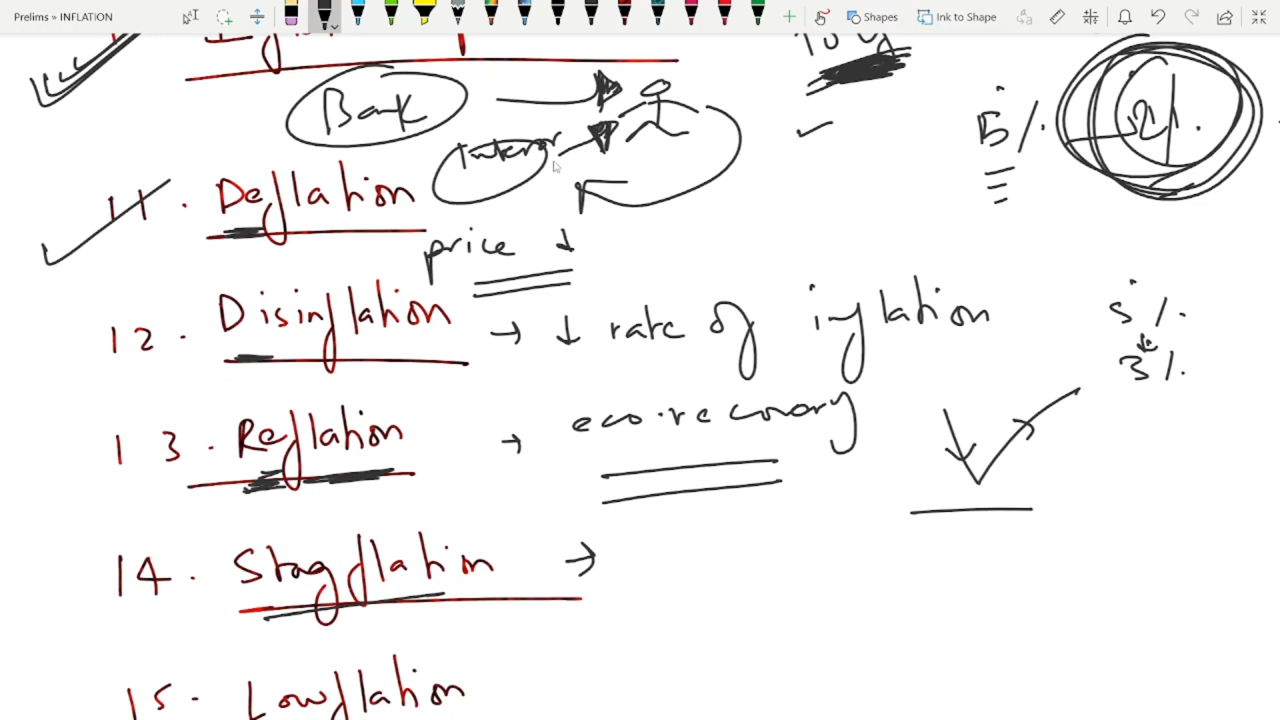 Prelims » INFLATION
Shapes
Ink to Shape
Bank
5%. 2%.
11. Deflation
price ↓
12. Disinflation → ↓ rate of inflation 5%.
3%.
13. Reflation → eco. recovery
14. Stagflation →
15. Lowflation